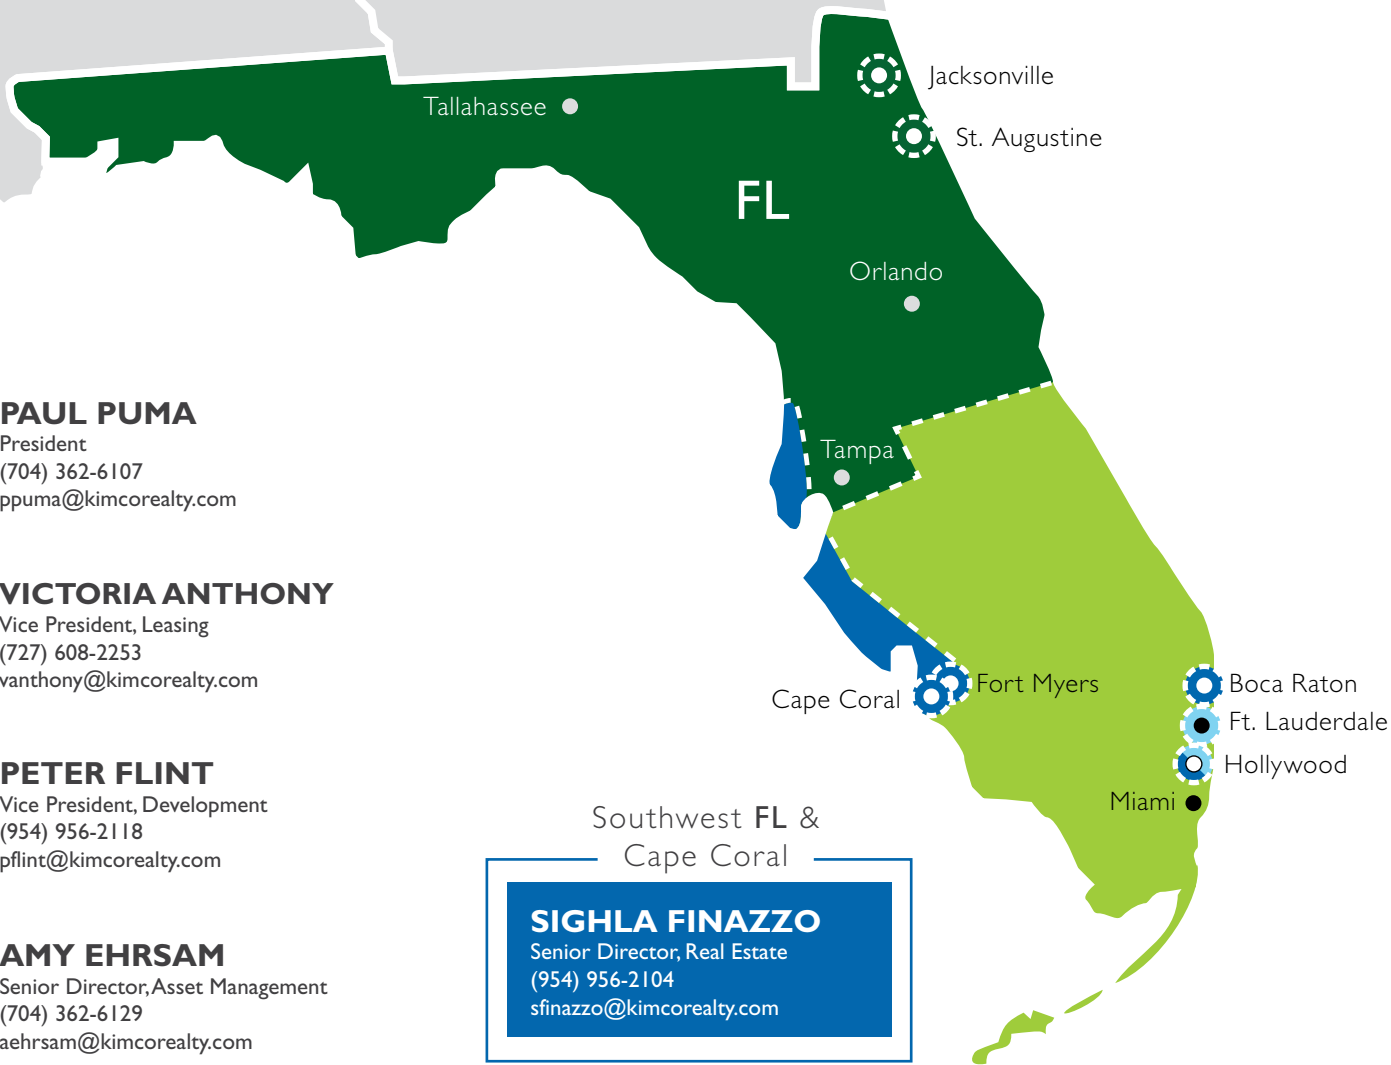 Jacksonville
Tallahassee
St. Augustine
FL
Orlando
Tampa
Fort Myers
Cape Coral
Boca Raton
Ft. Lauderdale
Hollywood
Miami
PAUL PUMA
President
(704) 362-6107
ppuma@kimcorealty.com
VICTORIA ANTHONY
Vice President, Leasing
(727) 608-2253
vanthony@kimcorealty.com
PETER FLINT
Vice President, Development
(954) 956-2118
pflint@kimcorealty.com
AMY EHRSAM
Senior Director, Asset Management
(704) 362-6129
aehrsam@kimcorealty.com
Southwest FL &
Cape Coral
SIGHLA FINAZZO
Senior Director, Real Estate
(954) 956-2104
sfinazzo@kimcorealty.com